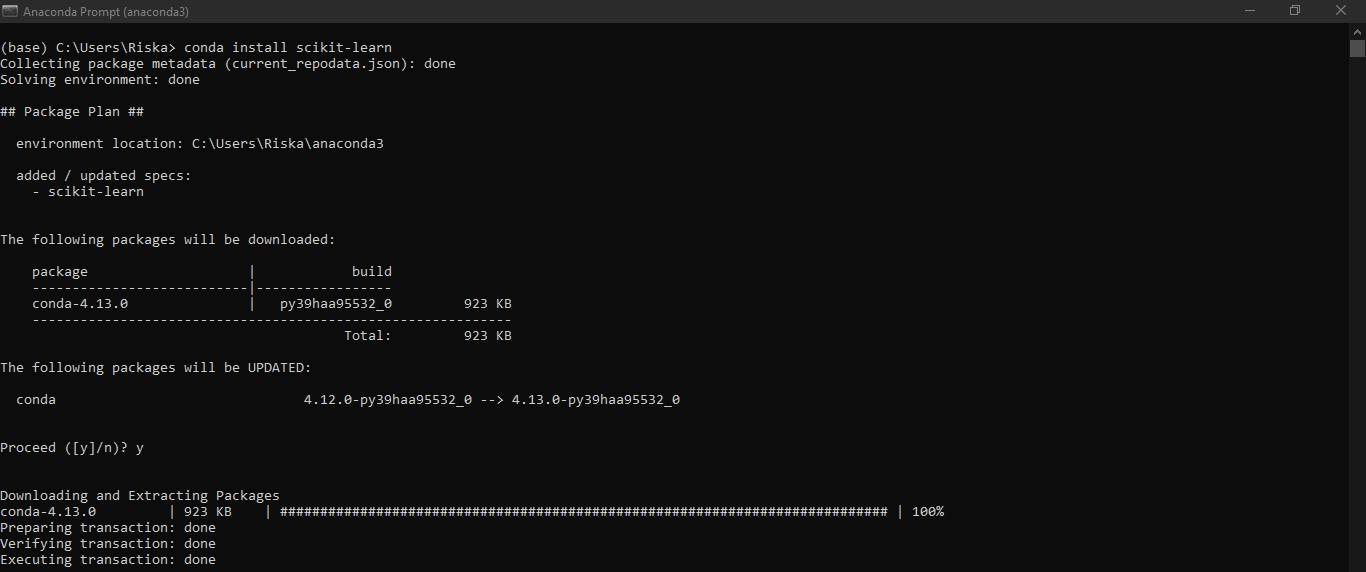 Anaconda Prompt (anaconda3)
(base) C:\Users\Riska> conda install scikit-learn
Collecting package metadata (current_repodata.json): done
Solving environment: done
## Package Plan ##
  environment location: C:\Users\Riska\anaconda3
  added / updated specs:
    - scikit-learn
The following packages will be downloaded:
    package                    |            build
    ---------------------------|-----------------
    conda-4.13.0               |   py39haa95532_0         923 KB
    ------------------------------------------------------------
                                           Total:         923 KB
The following packages will be UPDATED:
  conda                               4.12.0-py39haa95532_0 --> 4.13.0-py39haa95532_0
Proceed ([y]/n)? y
Downloading and Extracting Packages
conda-4.13.0         | 923 KB    | ############################################################################ | 100%
Preparing transaction: done
Verifying transaction: done
Executing transaction: done